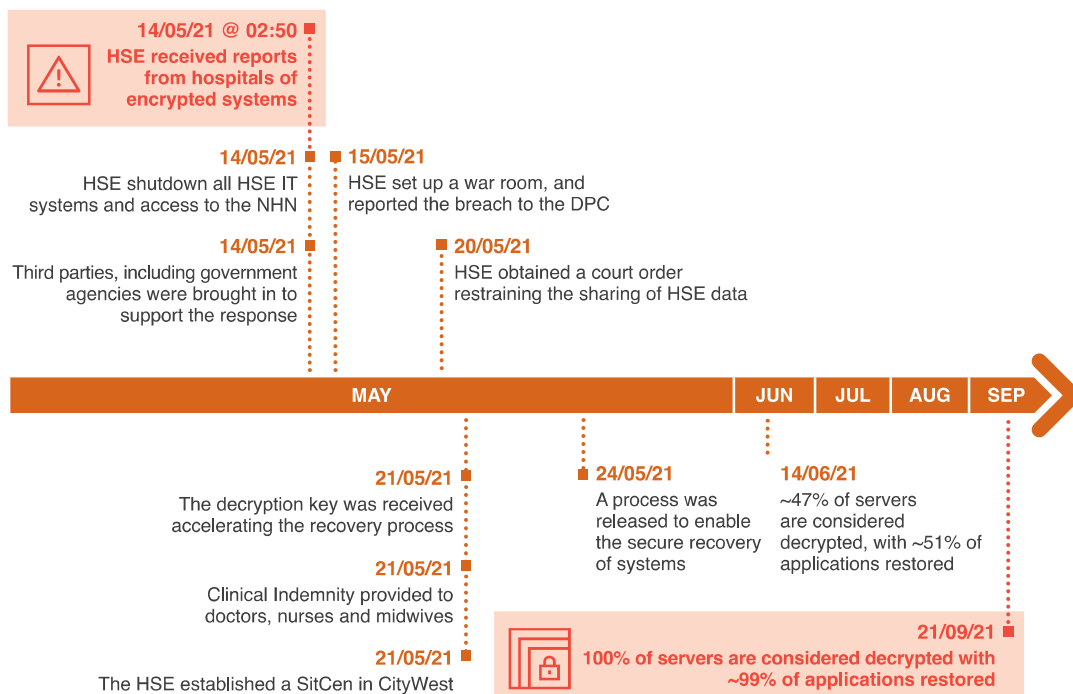 14/05/21 @ 02:50
HSE received reports
from hospitals of
encrypted systems
14/05/21
HSE shutdown all HSE IT
systems and access to the NHN
15/05/21
HSE set up a war room, and
reported the breach to the DPC
14/05/21
Third parties, including government
agencies were brought in to
support the response
20/05/21
HSE obtained a court order
restraining the sharing of HSE data
MAY
JUN
JUL
AUG
SEP
21/05/21
The decryption key was received
accelerating the recovery process
24/05/21
A process was
released to enable
the secure recovery
of systems
14/06/21
~47% of servers
are considered
decrypted, with ~51% of
applications restored
21/05/21
Clinical Indemnity provided to
doctors, nurses and midwives
21/05/21
The HSE established a SitCen in CityWest
21/09/21
100% of servers are considered decrypted with
~99% of applications restored